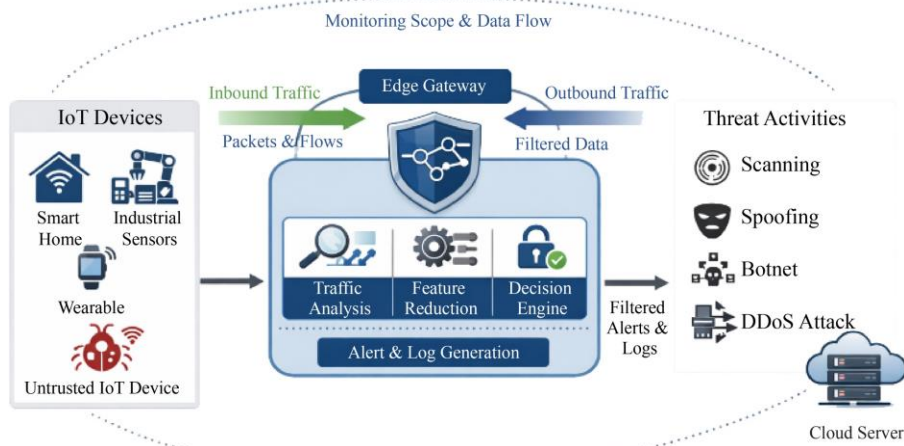 Monitoring Scope & Data Flow
Inbound Traffic
Edge Gateway
Outbound Traffic
Packets & Flows
Filtered Data
IoT Devices
Smart
Home
Industrial
Sensors
Wearable
Untrusted IoT Device
Traffic
Analysis
Feature
Reduction
Decision
Engine
Alert & Log Generation
Filtered
Alerts &
Logs
Threat Activities
Scanning
Spoofing
Botnet
DDoS Attack
Cloud Server